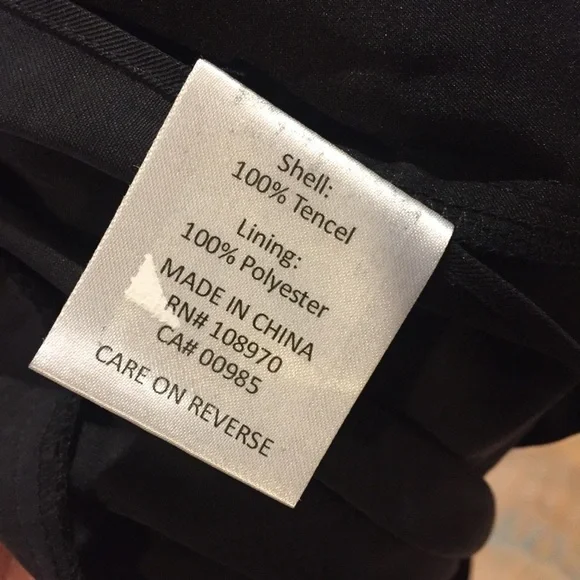 Shell:
100% Tencel
Lining:
100% Polyester
MADE IN CHINA
RN# 108970
CA# 00985
CARE ON REVERSE